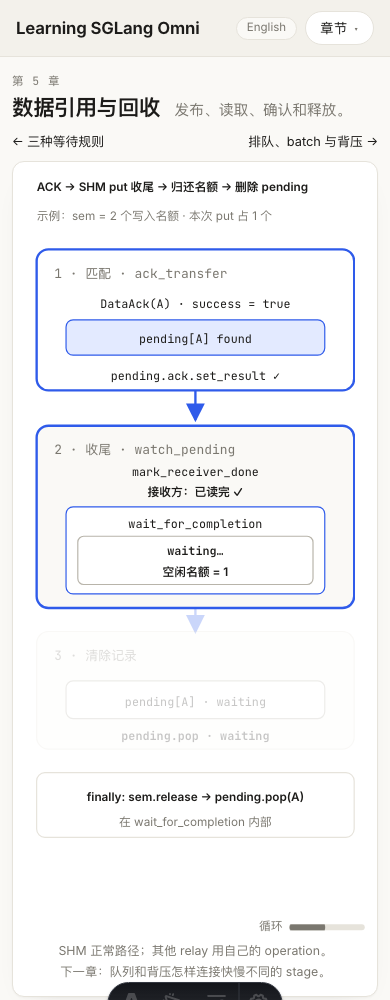 Learning SGLang Omni
English
章节
第 5 章
数据引用与回收 发布、读取、确认和释放。
← 三种等待规则
排队、batch 与背压 →
ACK → SHM put 收尾 → 归还名额 → 删除 pending
示例：sem = 2 个写入名额 · 本次 put 占 1 个
1 · 匹配 · ack_transfer
DataAck(A) · success = true
pending[A] found
pending.ack.set_result ✓
2 · 收尾 · watch_pending
mark_receiver_done
接收方：已读完 ✓
wait_for_completion
waiting…
空闲名额 = 1
3 · 清除记录
pending[A] · waiting
pending.pop · waiting
finally: sem.release → pending.pop(A)
在 wait_for_completion 内部
循环
SHM 正常路径；其他 relay 用自己的 operation。
下一章：队列和背压怎样连接快慢不同的 stage。